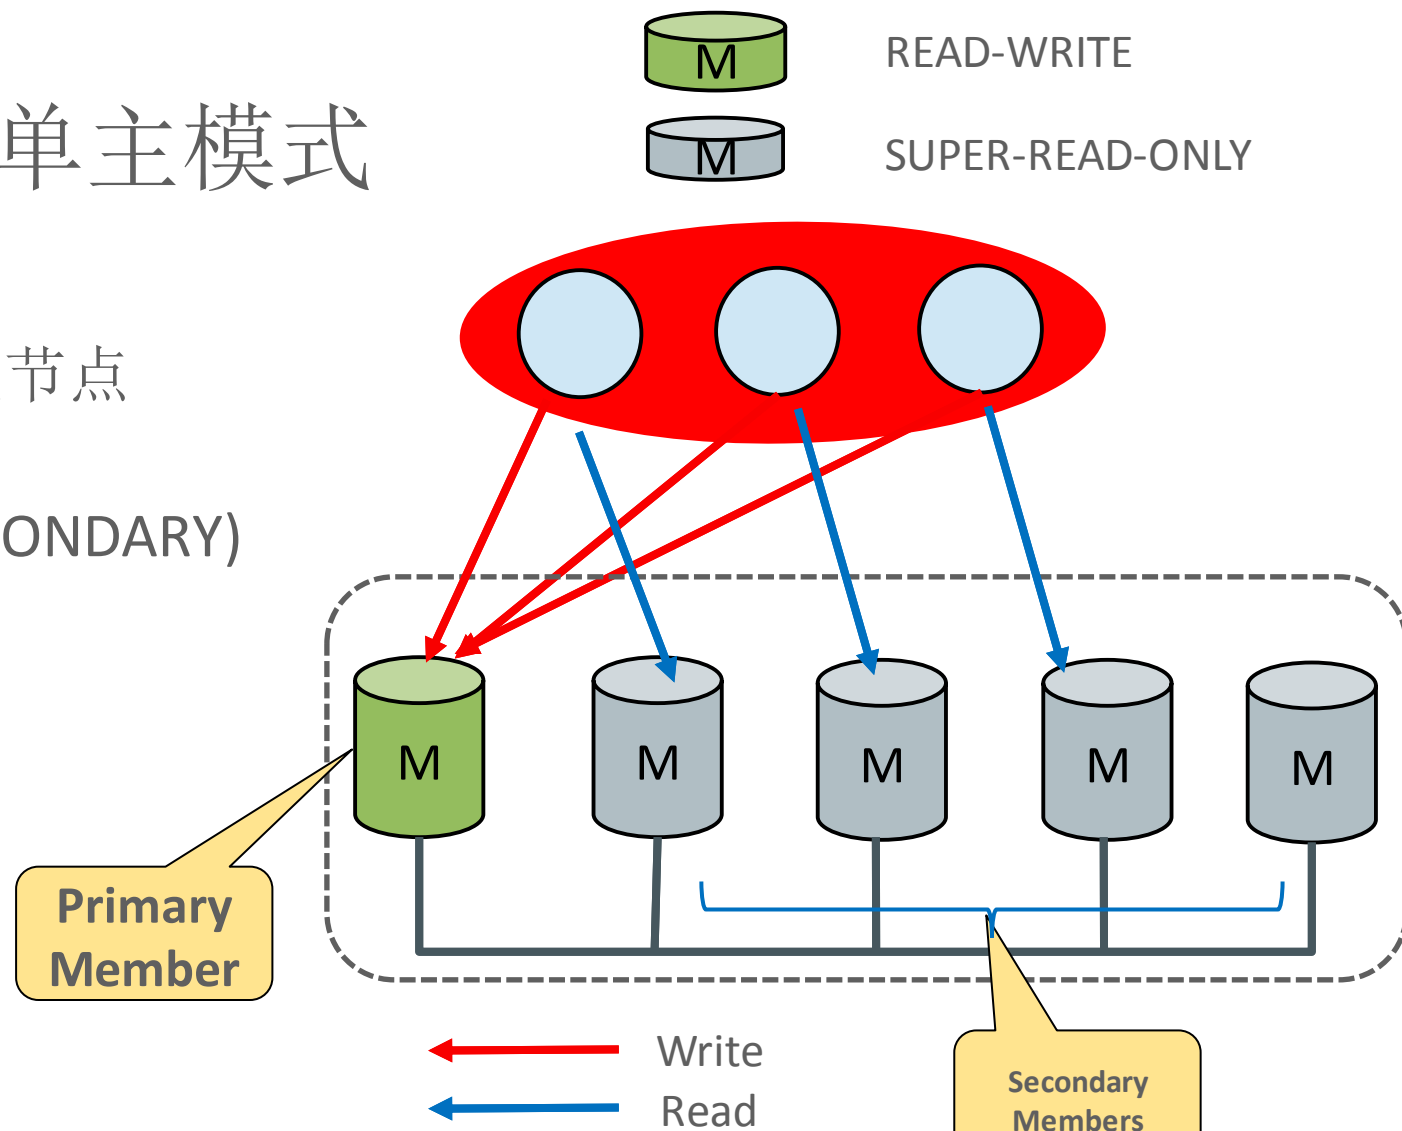 M READ-WRITE
单主模式
M SUPER-READ-ONLY
节点
ONDARY)
M M M M M
Primary
Member
Write
Read
Secondary
Members